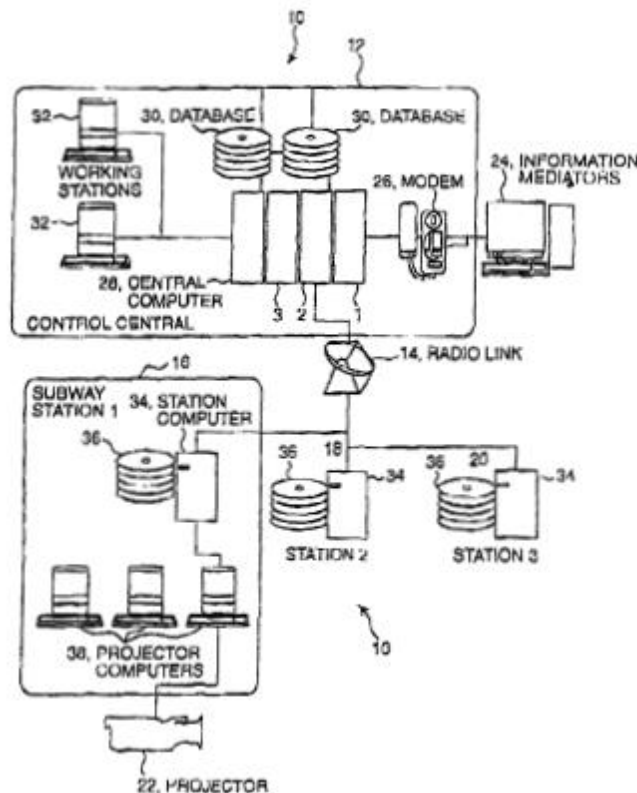 10
12
32
30, DATABASE
30, DATABASE
WORKING
STATIONS
26, MODEM
24, INFORMATION
MEDIATORS
32
28, CENTRAL
COMPUTER
3 2 1
CONTROL CENTRAL
14, RADIO LINK
16
SUBWAY
STATION 1
34, STATION
COMPUTER
36
18
36
34
STATION 2
20
36
34
STATION 3
10
38, PROJECTOR
COMPUTERS
22, PROJECTOR